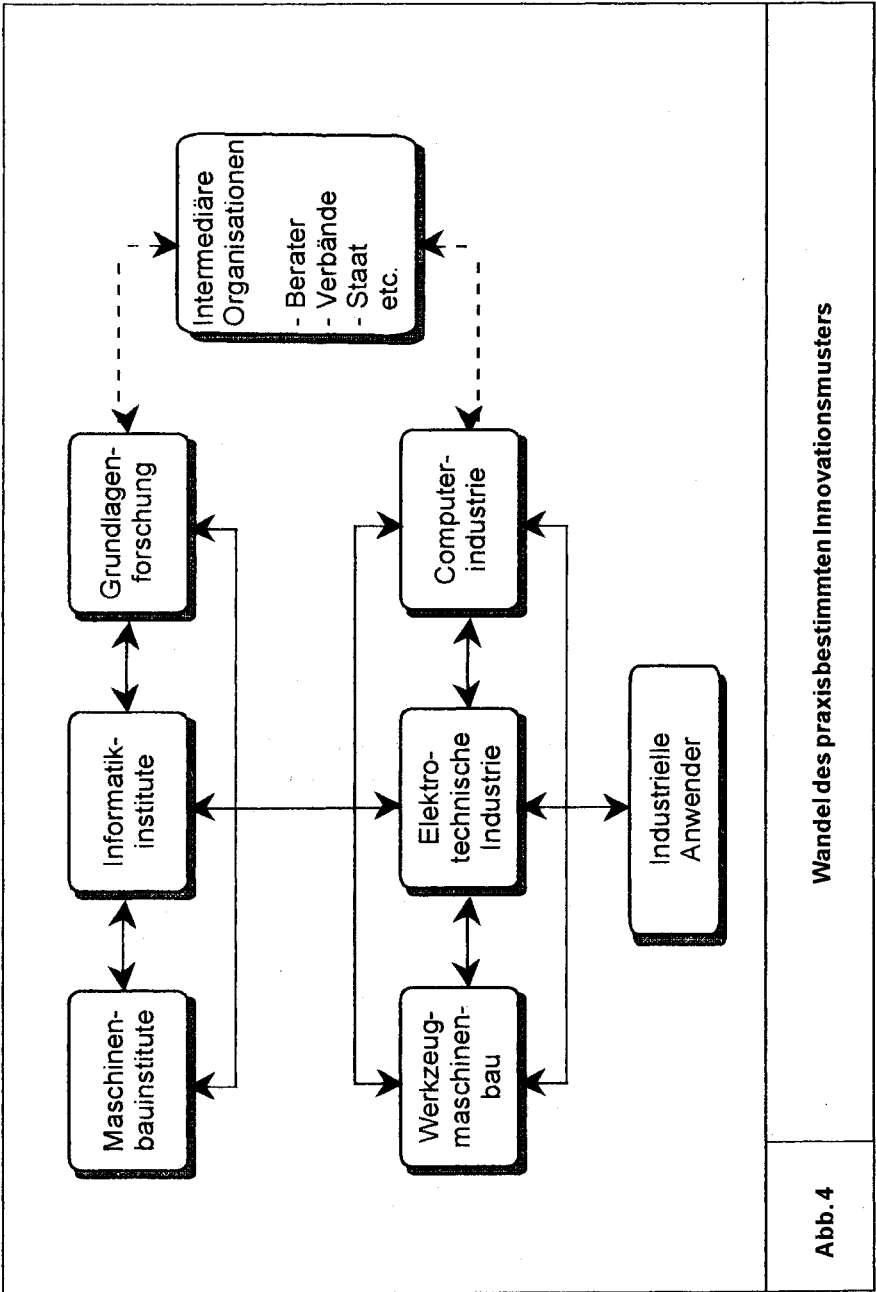 Maschinen-
bauinstitute
Informatik-
institute
Grundlagen-
forschung
Intermediäre
Organisationen
- Berater
- Verbände
- Staat
etc.
Werkzeug-
maschinen-
bau
Elektro-
technische
Industrie
Computer-
industrie
Industrielle
Anwender
Abb. 4
Wandel des praxisbestimmten Innovationsmusters